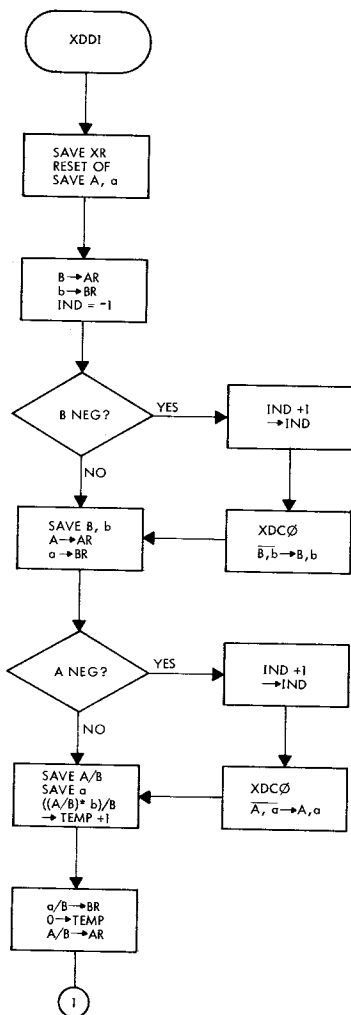 XDDI
SAVE XR
RESET OF
SAVE A, a
B→AR
b→BR
IND = -1
B NEG?
YES
IND +1
→IND
NO
SAVE B, b
A→AR
a→BR
XDCØ
B̅,̅b̅→B,b
A NEG?
YES
IND +1
→IND
NO
SAVE A/B
SAVE a
((A/B)* b)/B
→ TEMP +1
XDCØ
A̅,̅ a̅→A,a
a/B→BR
0→TEMP
A/B→AR
1